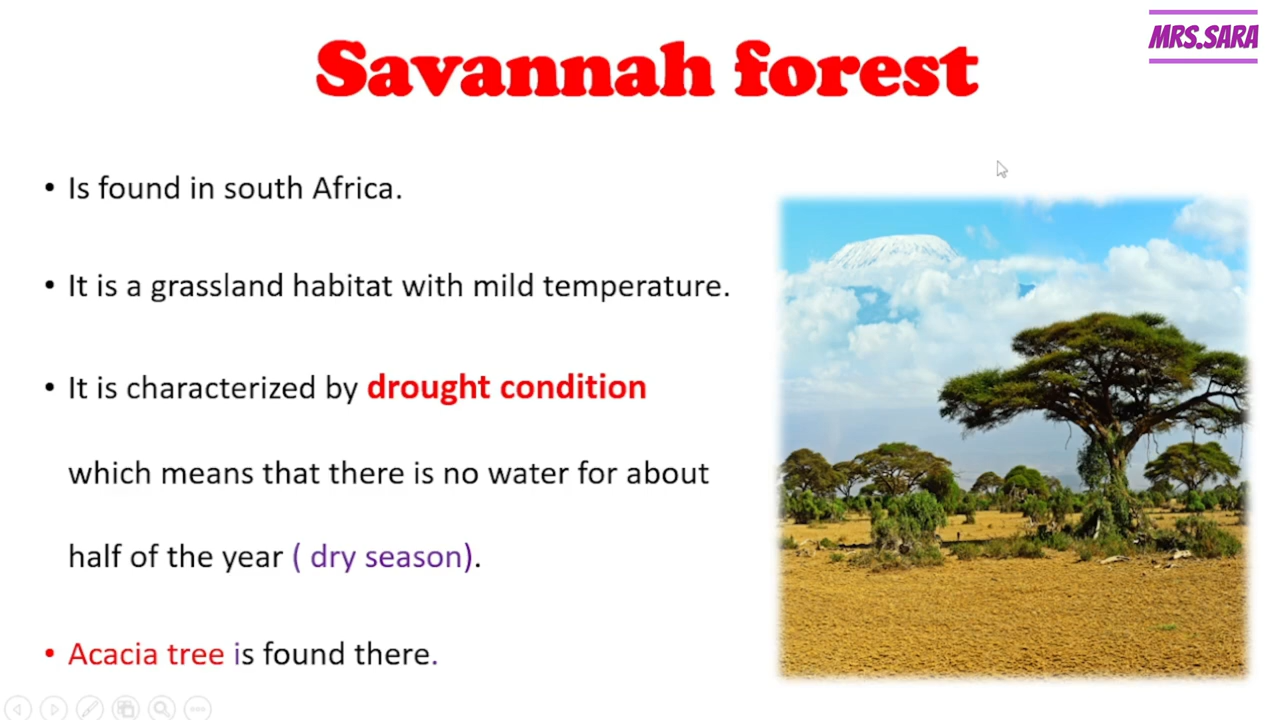 MRS.SARA
Savannah forest
• Is found in south Africa.
• It is a grassland habitat with mild temperature.
• It is characterized by drought condition
which means that there is no water for about
half of the year ( dry season).
• Acacia tree is found there.